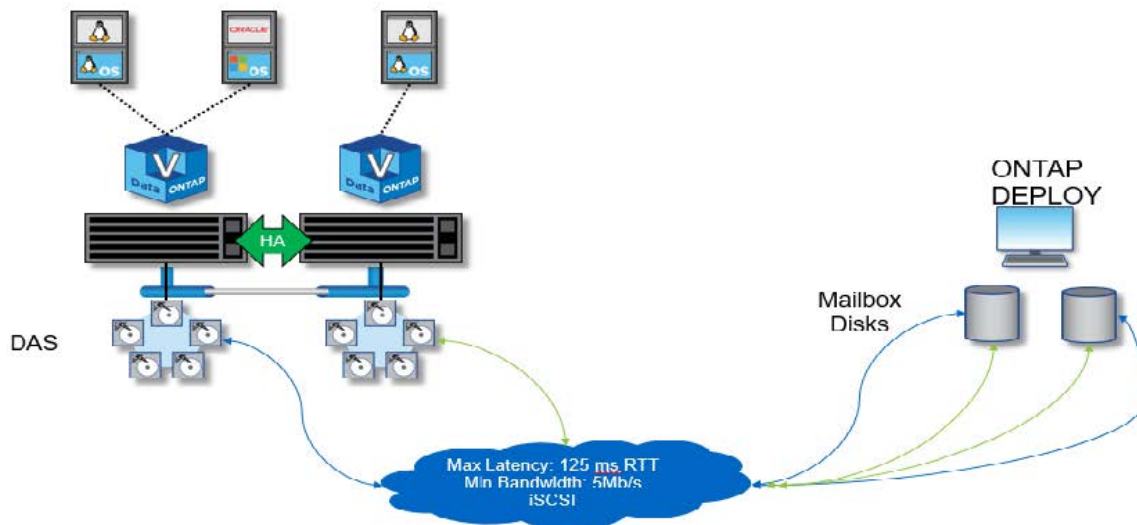 ORACLE
OS
OS
OS
V
Data ONTAP
V
Data ONTAP
HA
DAS
ONTAP
DEPLOY
Mailbox
Disks
Max Latency: 125 ms RTT
Min Bandwidth: 5Mb/s
iSCSI